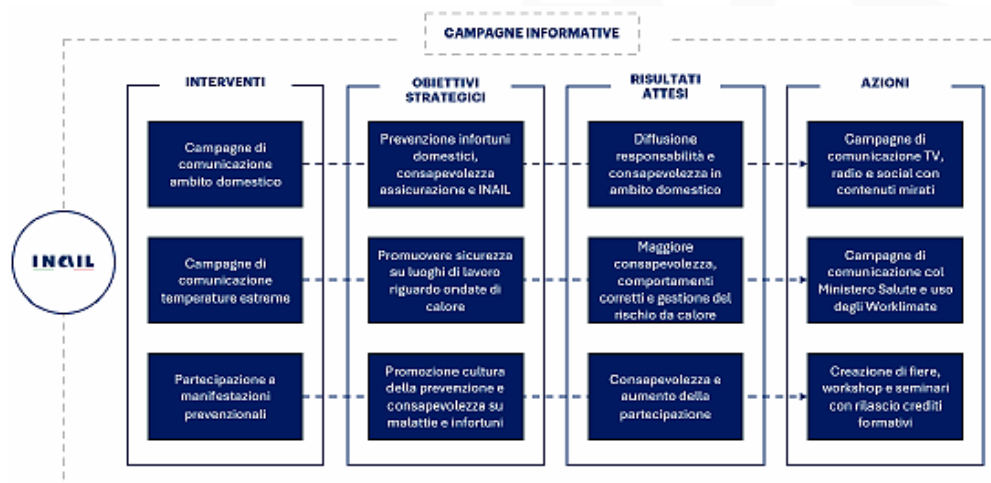 CAMPAGNE INFORMATIVE
INTERVENTI
OBIETTIVI
STRATEGICI
RISULTATI
ATTESI
AZIONI
Campagne di
comunicazione
ambito domestico
Prevenzione infortuni
domestici,
consapevolezza
assicurazione e INAIL
Diffusione
responsabilità e
consapevolezza in
ambito domestico
Campagne di
comunicazione TV,
radio e social con
contenuti mirati
INAIL
Campagne di
comunicazione
temperature estreme
Promuovere sicurezza
su luoghi di lavoro
riguardo ondate di
calore
Maggiore
consapevolezza,
comportamenti
corretti e gestione del
rischio da calore
Campagne di
comunicazione col
Ministero Salute e uso
degli Worklimate
Partecipazione a
manifestazioni
prevenzionali
Promozione cultura
della prevenzione e
consapevolezza su
malattie e infortuni
Consapevolezza e
aumento della
partecipazione
Creazione di fiere,
workshop e seminari
con rilascio crediti
formativi